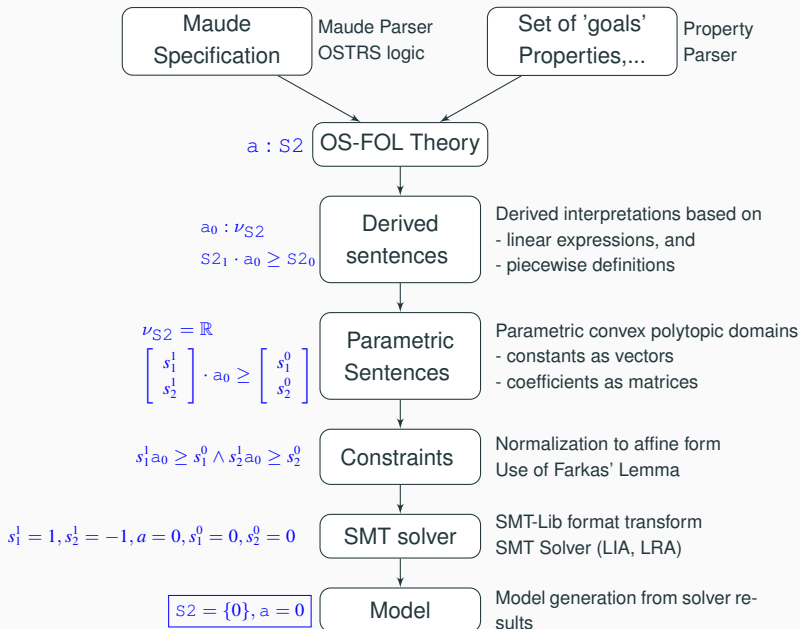 Maude
Specification
Maude Parser
OSTRS logic
Set of 'goals'
Properties,...
Property
Parser
a : S2
OS-FOL Theory
a₀ : ν_S2
S2₁ · a₀ ≥ S2₀
Derived
sentences
Derived interpretations based on
- linear expressions, and
- piecewise definitions
ν_S2 = ℝ
[ s₁¹ s₂¹ ] · a₀ ≥ [ s₁⁰ s₂⁰ ]
Parametric
Sentences
Parametric convex polytopic domains
- constants as vectors
- coefficients as matrices
s₁¹a₀ ≥ s₁⁰ ∧ s₂¹a₀ ≥ s₂⁰
Constraints
Normalization to affine form
Use of Farkas' Lemma
s₁¹ = 1, s₂¹ = −1, a = 0, s₁⁰ = 0, s₂⁰ = 0
SMT solver
SMT-Lib format transform
SMT Solver (LIA, LRA)
S2 = {0}, a = 0
Model
Model generation from solver re-
sults